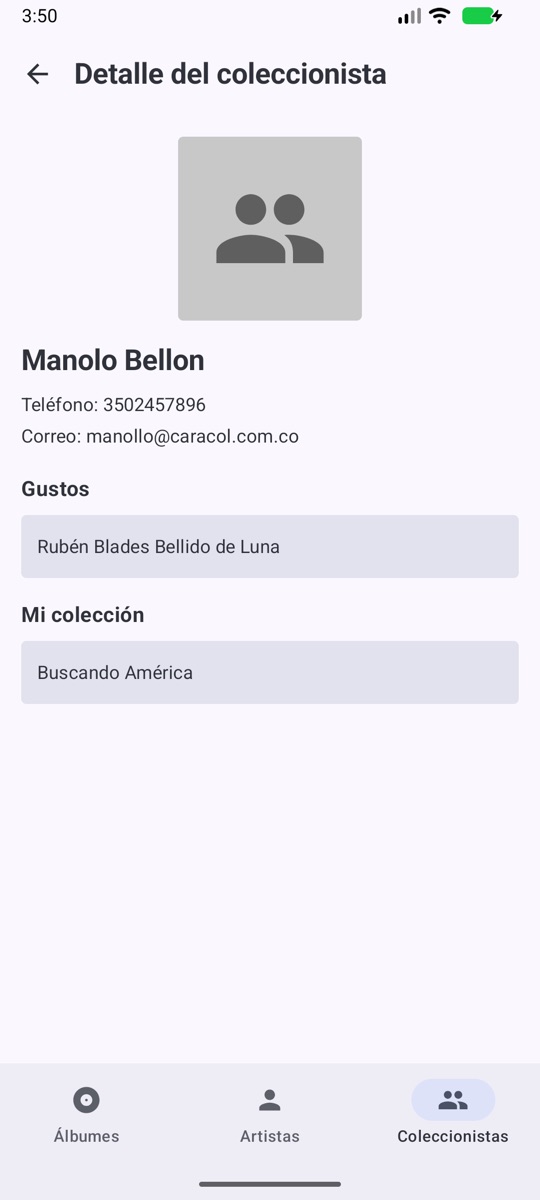 3:50
Detalle del coleccionista
Manolo Bellon
Teléfono: 3502457896
Correo: manollo@caracol.com.co
Gustos
Rubén Blades Bellido de Luna
Mi colección
Buscando América
Álbumes
Artistas
Coleccionistas